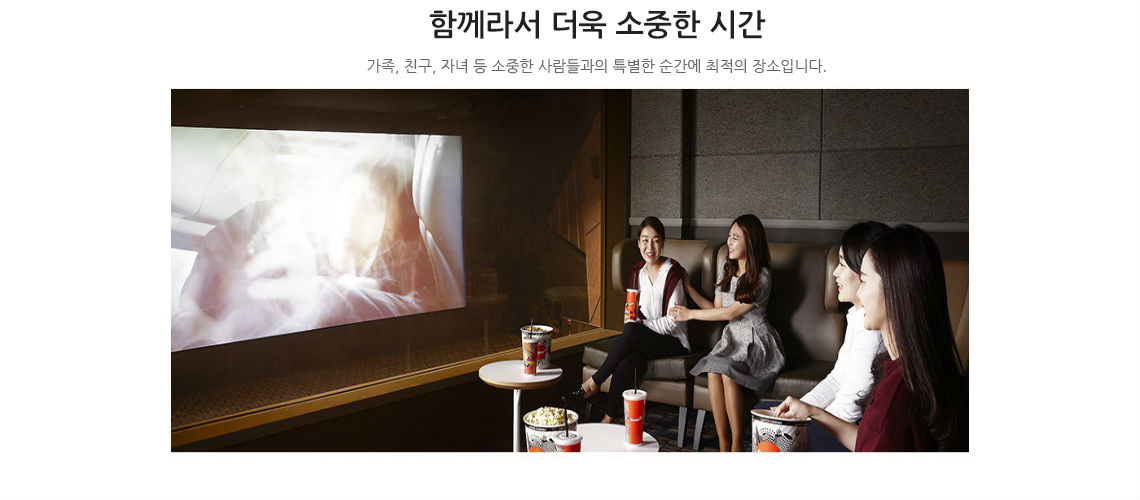 함께라서 더욱 소중한 시간
가족, 친구, 자녀 등 소중한 사람들과의 특별한 순간에 최적의 장소입니다.